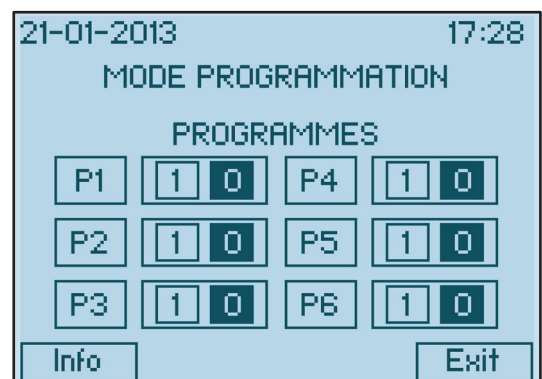 21-01-2013 17:28
MODE PROGRAMMATION
PROGRAMMES
P1 1 0 P4 1 0
P2 1 0 P5 1 0
P3 1 0 P6 1 0
Info Exit